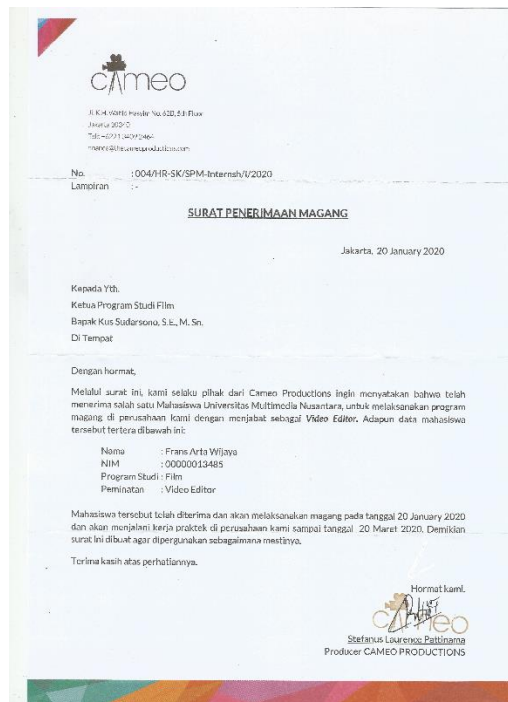 cameo
Jakarta 10340
No. : 004/HR-SK/SPM-Internsh/I/2020
Lampiran : -
SURAT PENERIMAAN MAGANG
Jakarta, 20 January 2020
Kepada Yth.
Ketua Program Studi Film
Bapak Kus Sudarsono, S.E., M. Sn.
Di Tempat
Dengan hormat,
Melalui surat ini, kami selaku pihak dari Cameo Productions ingin menyatakan bahwa telah
menerima salah satu Mahasiswa Universitas Multimedia Nusantara, untuk melaksanakan program
magang di perusahaan kami dengan menjabat sebagai Video Editor. Adapun data mahasiswa
tersebut tertera dibawah ini:
Nama : Frans Arta Wijaya
NIM : 00000013485
Program Studi : Film
Peminatan : Video Editor
Mahasiswa tersebut telah diterima dan akan melaksanakan magang pada tanggal 20 January 2020
dan akan menjalani kerja praktek di perusahaan kami sampai tanggal 20 Maret 2020. Demikian
surat ini dibuat agar dipergunakan sebagaimana mestinya.
Terima kasih atas perhatiannya.
Hormat kami,
cameo
Stefanus Laurence Pattinama
Producer CAMEO PRODUCTIONS